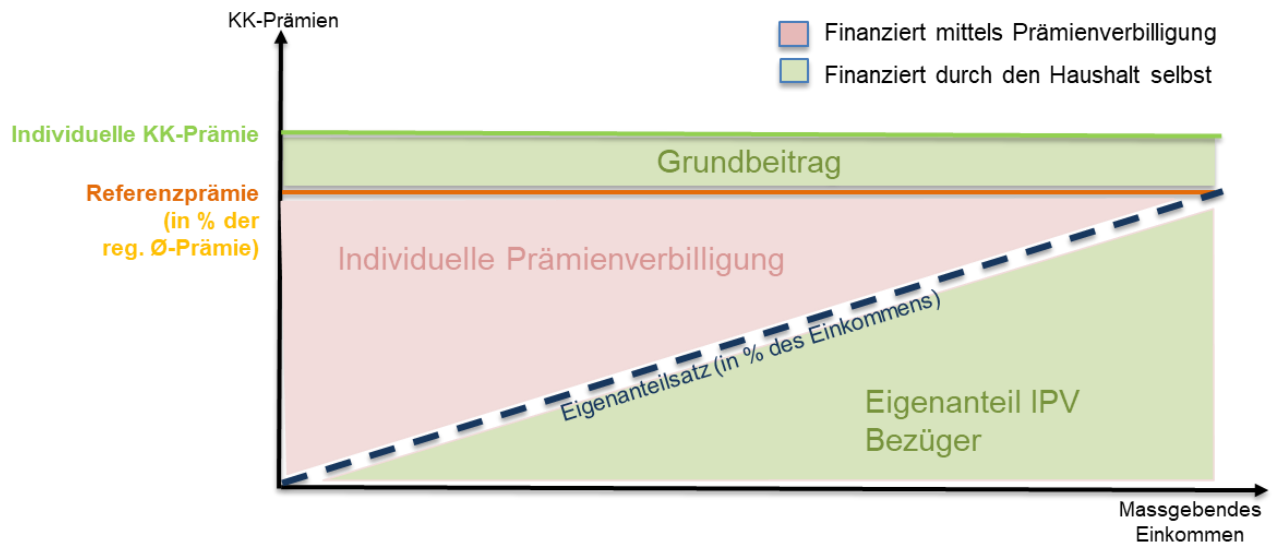 KK-Prämien
Finanziert mittels Prämienverbilligung
Finanziert durch den Haushalt selbst
Individuelle KK-Prämie
Grundbeitrag
Referenzprämie
(in % der
reg. Ø-Prämie)
Individuelle Prämienverbilligung
Eigenanteilsatz (in % des Einkommens)
Eigenanteil IPV
Bezüger
Massgebendes
Einkommen